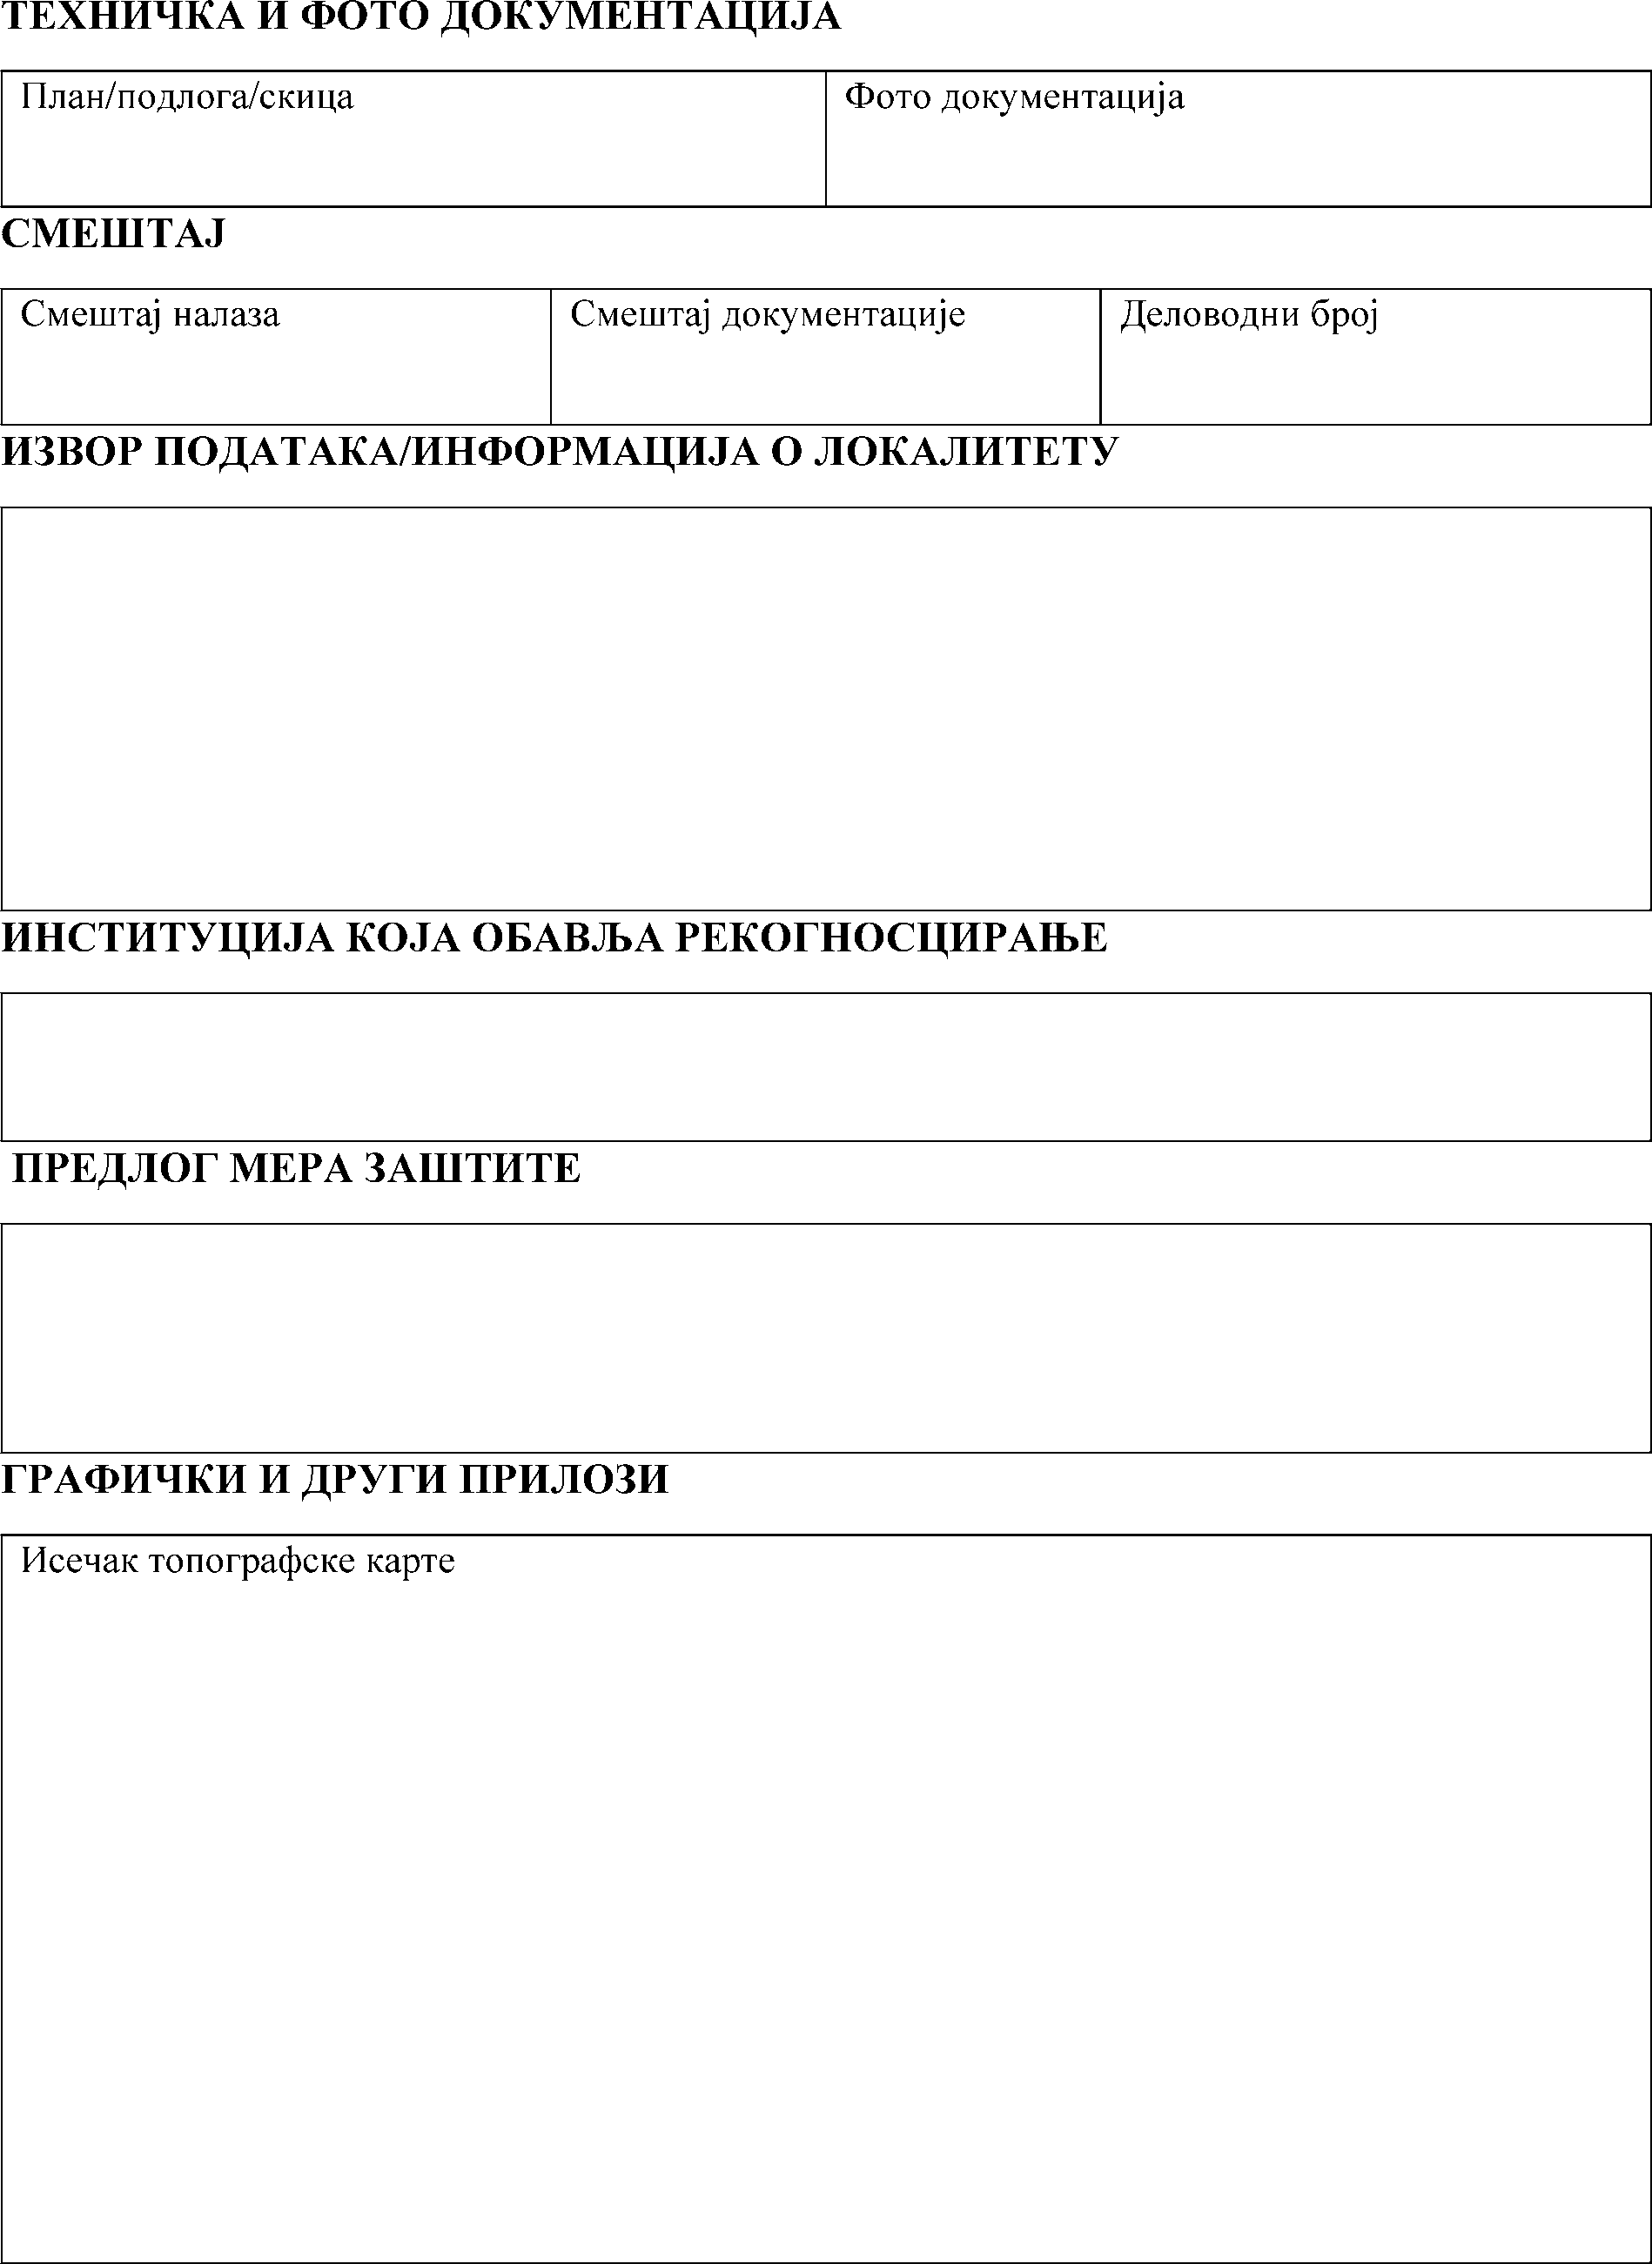 ТЕХНИЧКА И ФОТО ДОКУМЕНТАЦИЈА
План/подлога/скица Фото документација
СМЕШТАЈ
Смештај налаза Смештај документације Деловодни број
ИЗВОР ПОДАТАКА/ИНФОРМАЦИЈА О ЛОКАЛИТЕТУ
ИНСТИТУЦИЈА КОЈА ОБАВЉА РЕКОГНОСЦИРАЊЕ
ПРЕДЛОГ МЕРА ЗАШТИТЕ
ГРАФИЧКИ И ДРУГИ ПРИЛОЗИ
Исечак топографске карте